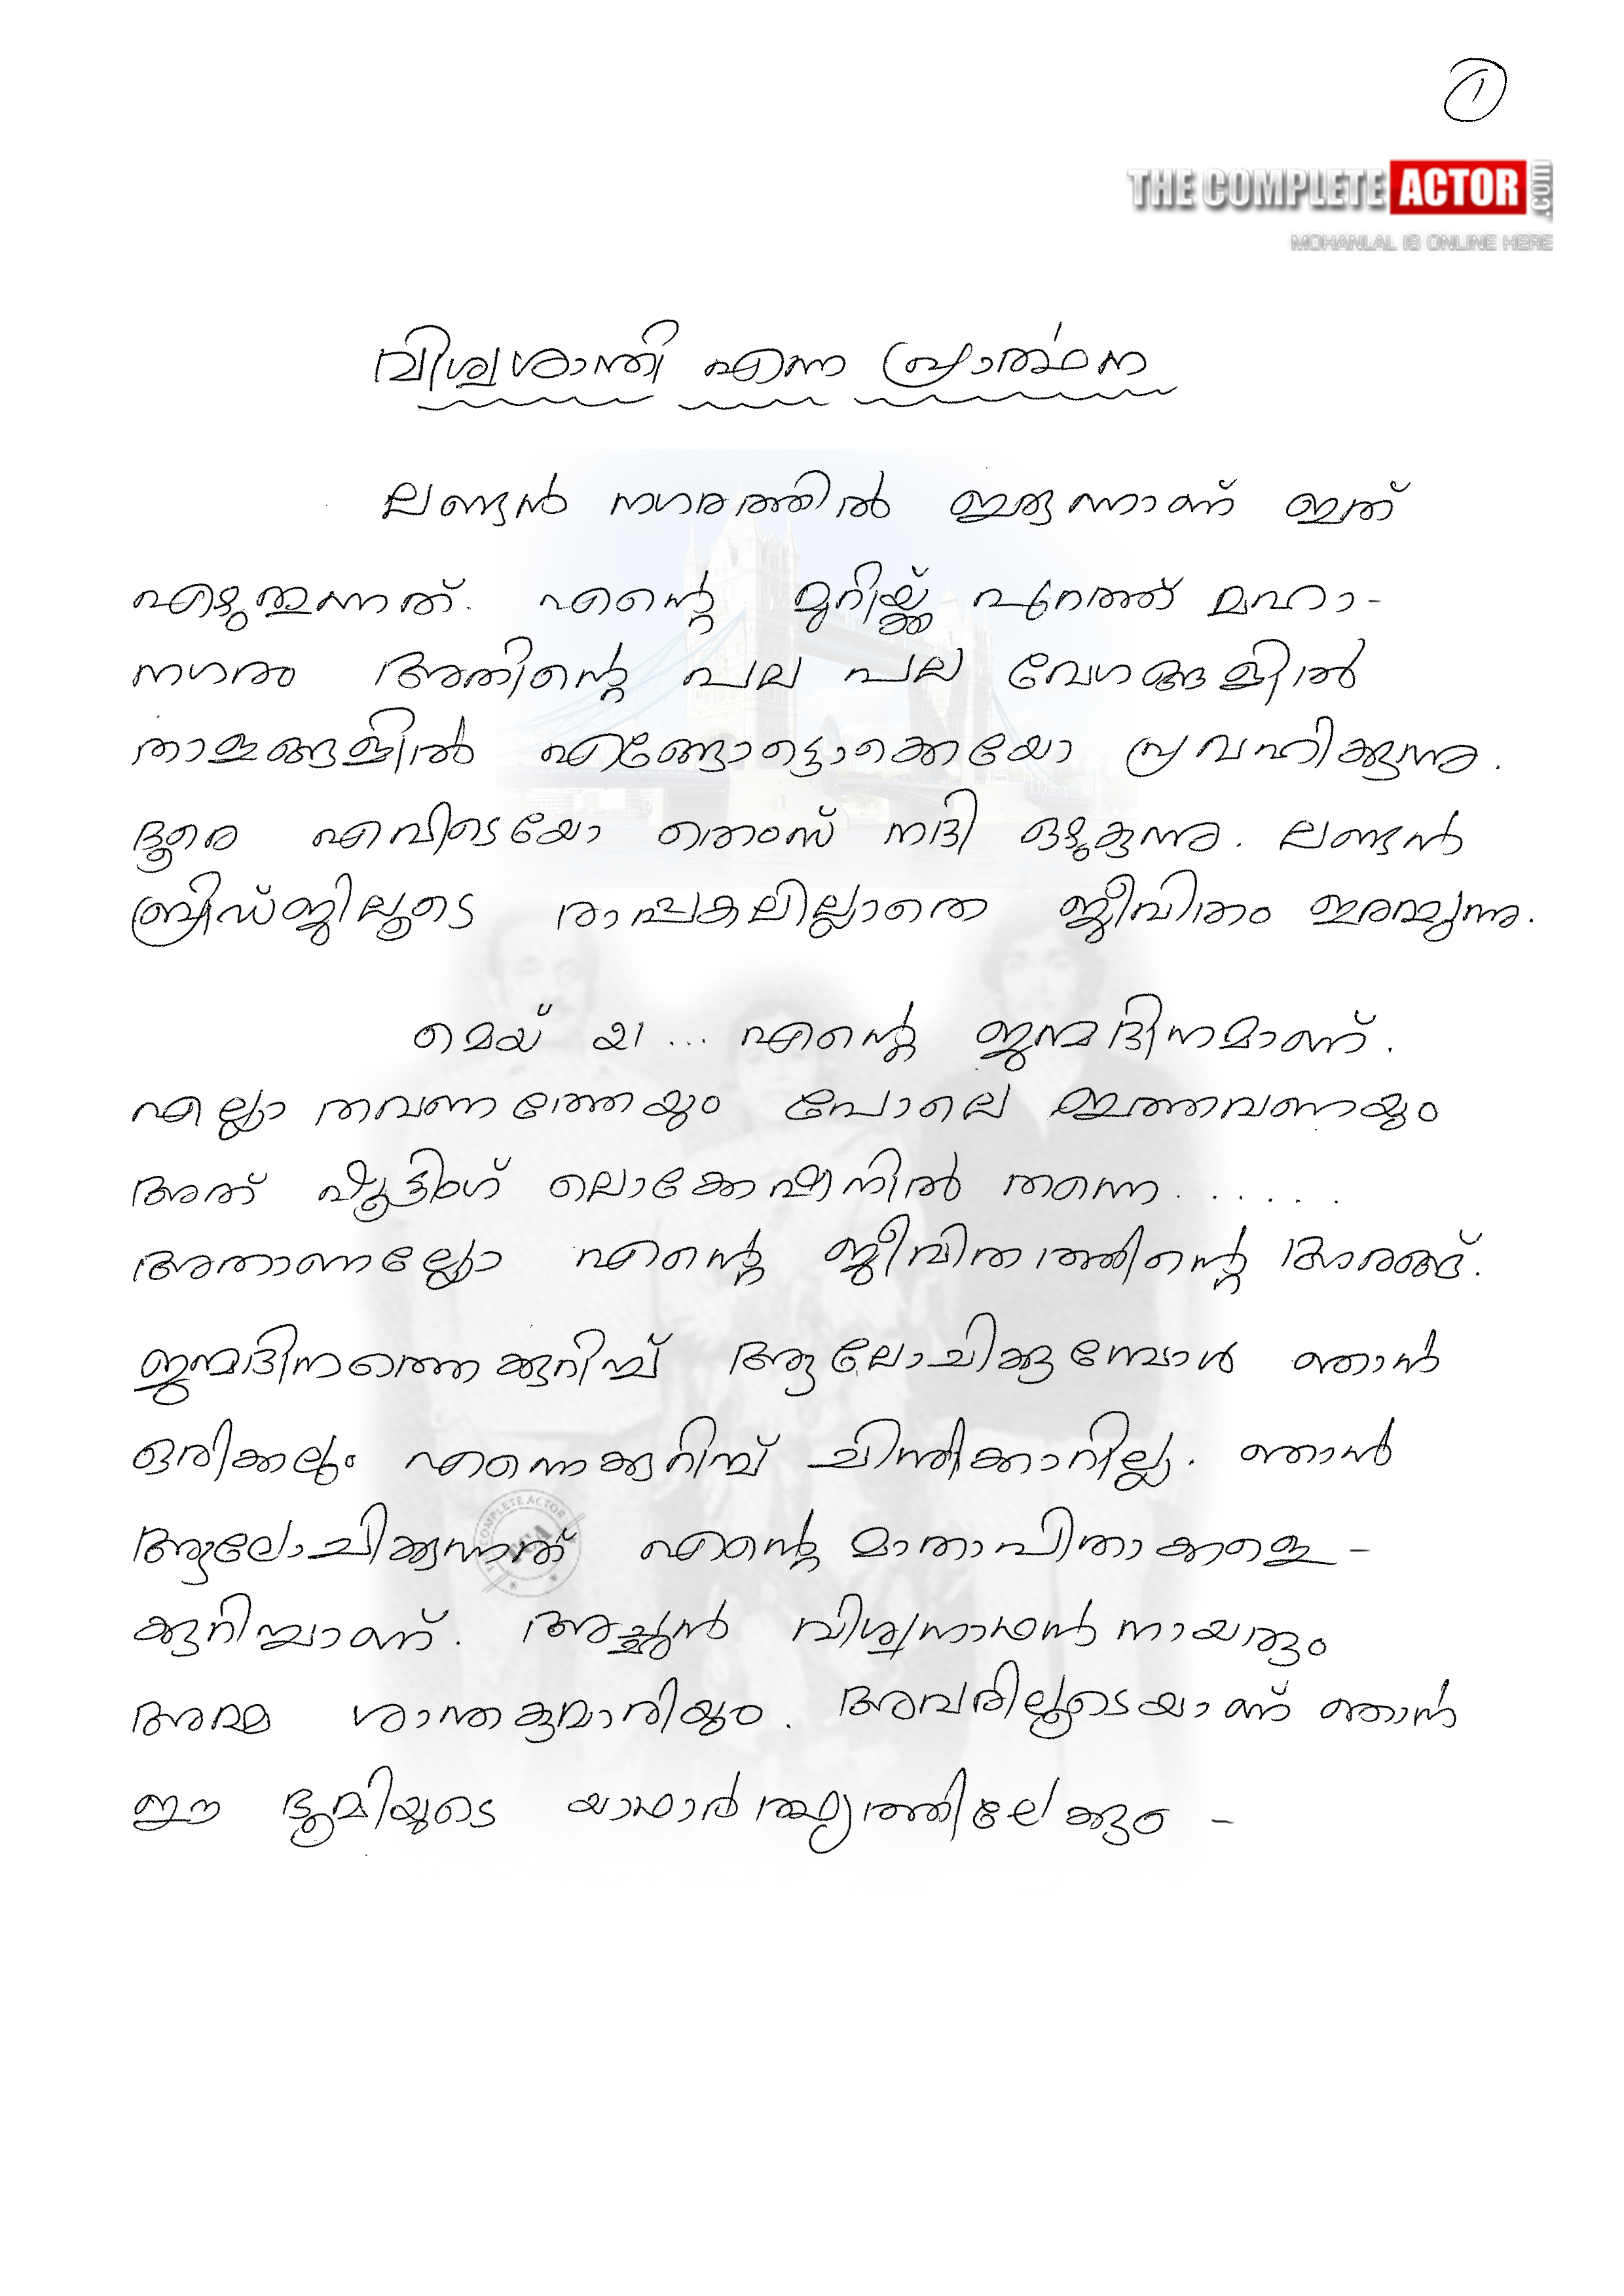 1
THE COMPLETE ACTOR .com
MOHANLAL IS ONLINE HERE
വിശ്വശാന്തി എന്ന പ്രാര്‍ത്ഥന
ലണ്ടൻ നഗരത്തിൽ ഇരുന്നാണ് ഇത്
എഴുതുന്നത്. എന്റെ മുറിയ്ക്ക് പുറത്ത് മഹാ-
നഗരം അതിന്റെ പല പല വേഗങ്ങളിൽ
താളങ്ങളിൽ എങ്ങോട്ടൊക്കെയോ പ്രവഹിക്കുന്നു.
ദൂരെ എവിടെയോ തെംസ് നദി ഒഴുകുന്നു. ലണ്ടൻ
ബ്രിഡ്ജിലൂടെ രാപ്പകലില്ലാതെ ജീവിതം ഇരമ്പുന്നു.
മെയ് 21 ... എന്റെ ജന്മദിനമാണ്.
എല്ലാ തവണത്തേയും പോലെ ഇത്തവണയും
അത് ഷൂട്ടിംഗ് ലൊക്കേഷനിൽ തന്നെ......
അതാണല്ലോ എന്റെ ജീവിതത്തിന്റെ അരങ്ങ്.
ജന്മദിനത്തെക്കുറിച്ച് ആലോചിക്കുമ്പോൾ ഞാൻ
ഒരിക്കലും എന്നെക്കുറിച്ച് ചിന്തിക്കാറില്ല. ഞാൻ
ആലോചിക്കുന്നത് എന്റെ മാതാപിതാക്കളെ -
ക്കുറിച്ചാണ്. അച്ഛൻ വിശ്വനാഥൻ നായരും
അമ്മ ശാന്തകുമാരിയും. അവരിലൂടെയാണ് ഞാൻ
ഈ ഭൂമിയുടെ യാഥാർത്ഥ്യത്തിലേക്കും -